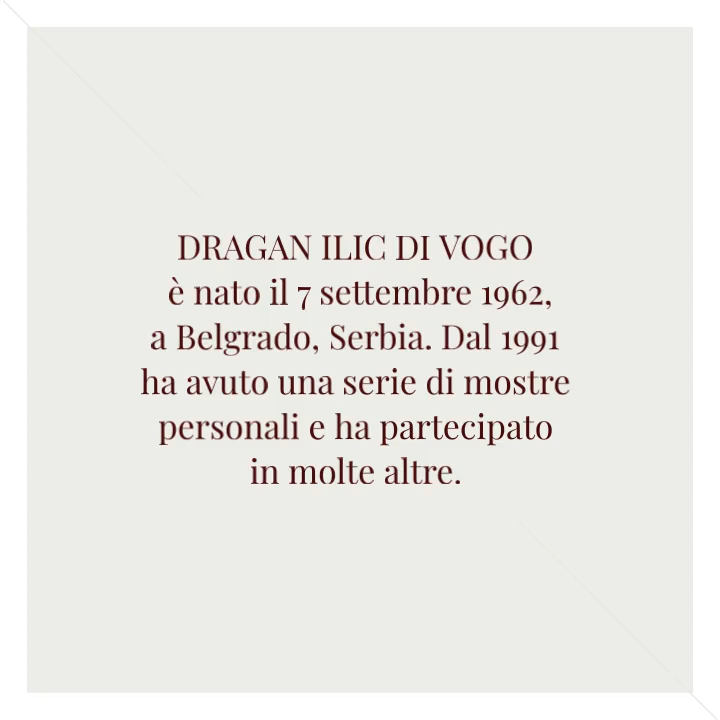 DRAGAN ILIC DI VOGO
è nato il 7 settembre 1962,
a Belgrado, Serbia. Dal 1991
ha avuto una serie di mostre
personali e ha partecipato
in molte altre.